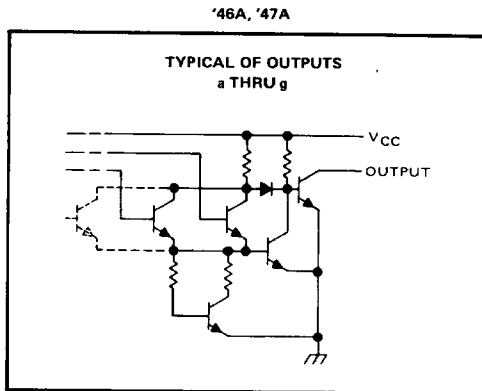 '46A, '47A
TYPICAL OF OUTPUTS
a THRU g
VCC
OUTPUT